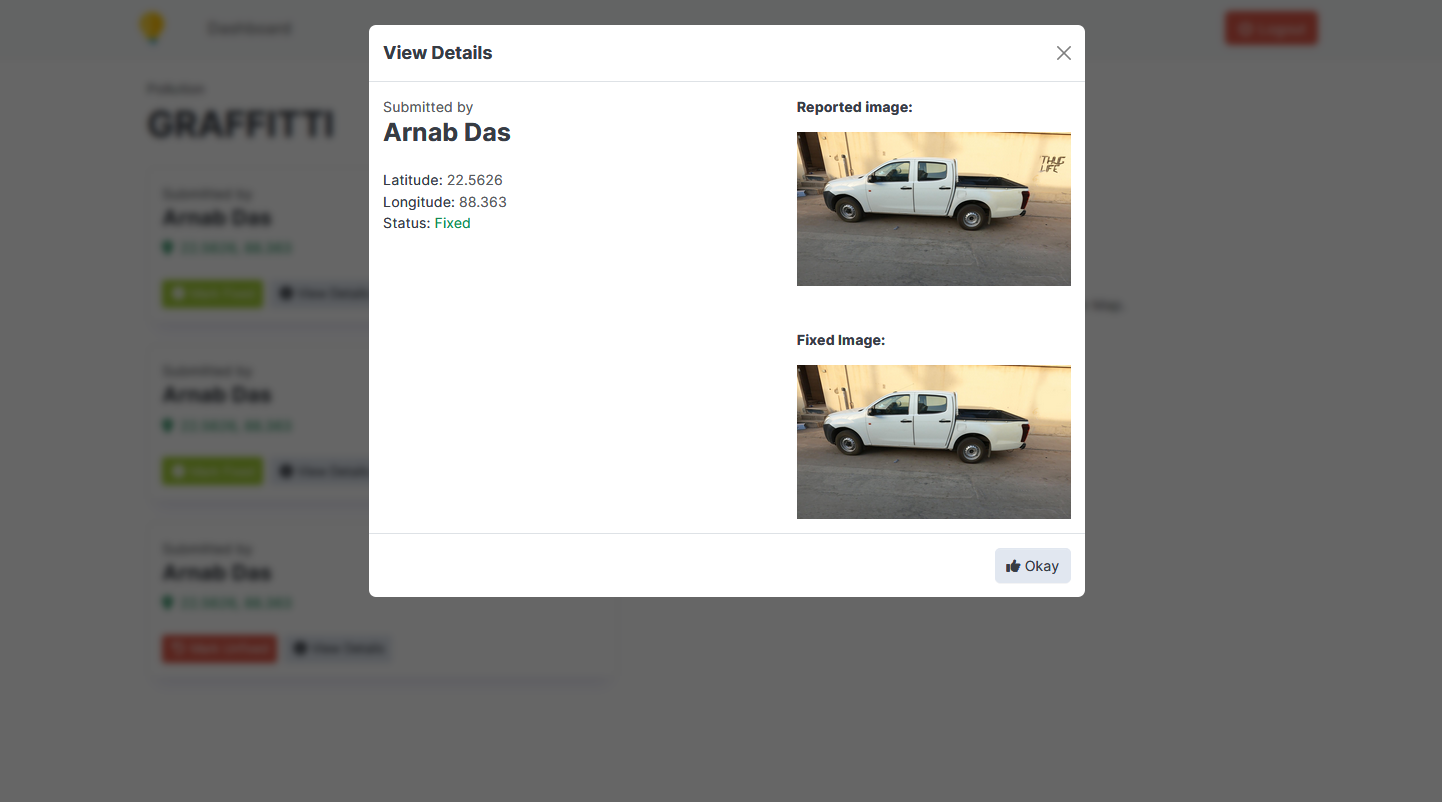 Dashboard
Logout
Pollution
GRAFFITTI
View Details
Submitted by
Arnab Das
Latitude: 22.5626
Longitude: 88.363
Status: Fixed
Reported image:
THUG
LIFE
Fixed Image:
Okay
Submitted by
Arnab Das
22.5626, 88.363
View Details
Submitted by
Arnab Das
22.5626, 88.363
View Details
Submitted by
Arnab Das
22.5626, 88.363
View Details